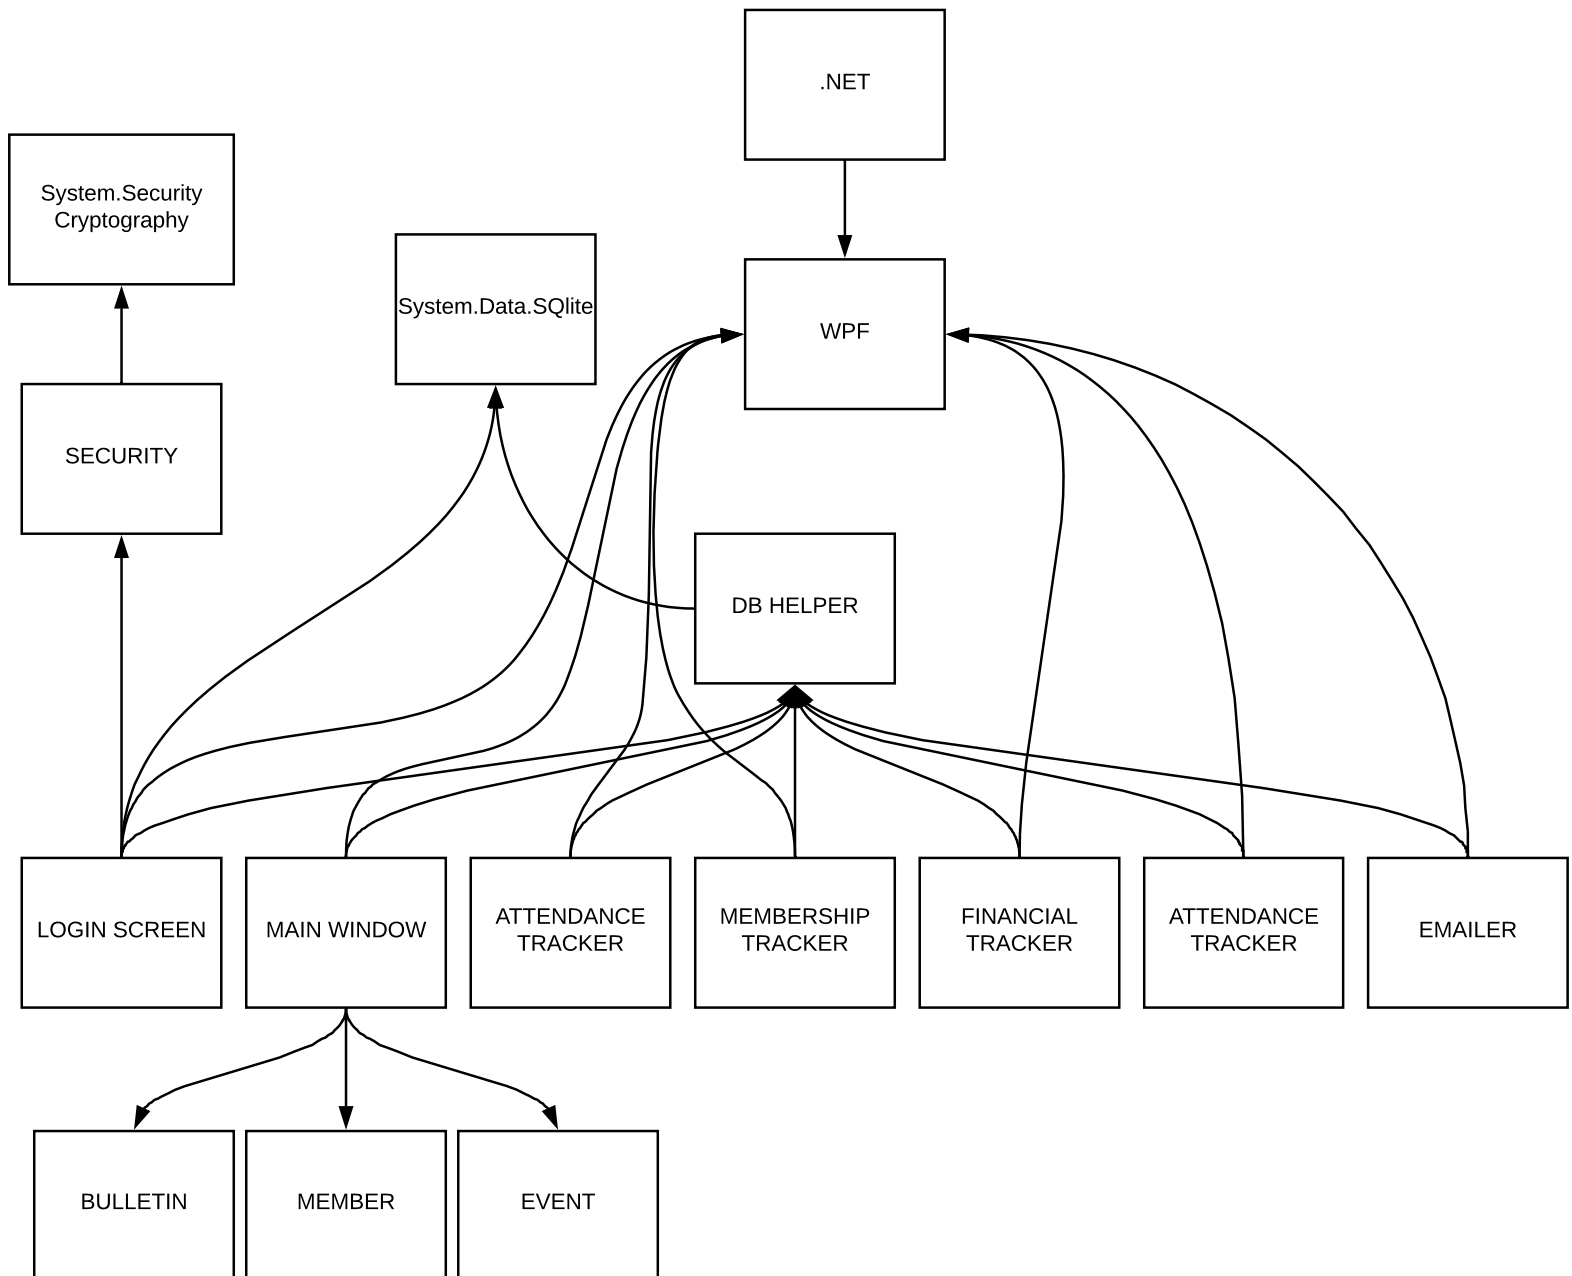 .NET
System.Security
Cryptography
System.Data.SQlite
WPF
SECURITY
DB HELPER
LOGIN SCREEN
MAIN WINDOW
ATTENDANCE
TRACKER
MEMBERSHIP
TRACKER
FINANCIAL
TRACKER
ATTENDANCE
TRACKER
EMAILER
BULLETIN
MEMBER
EVENT